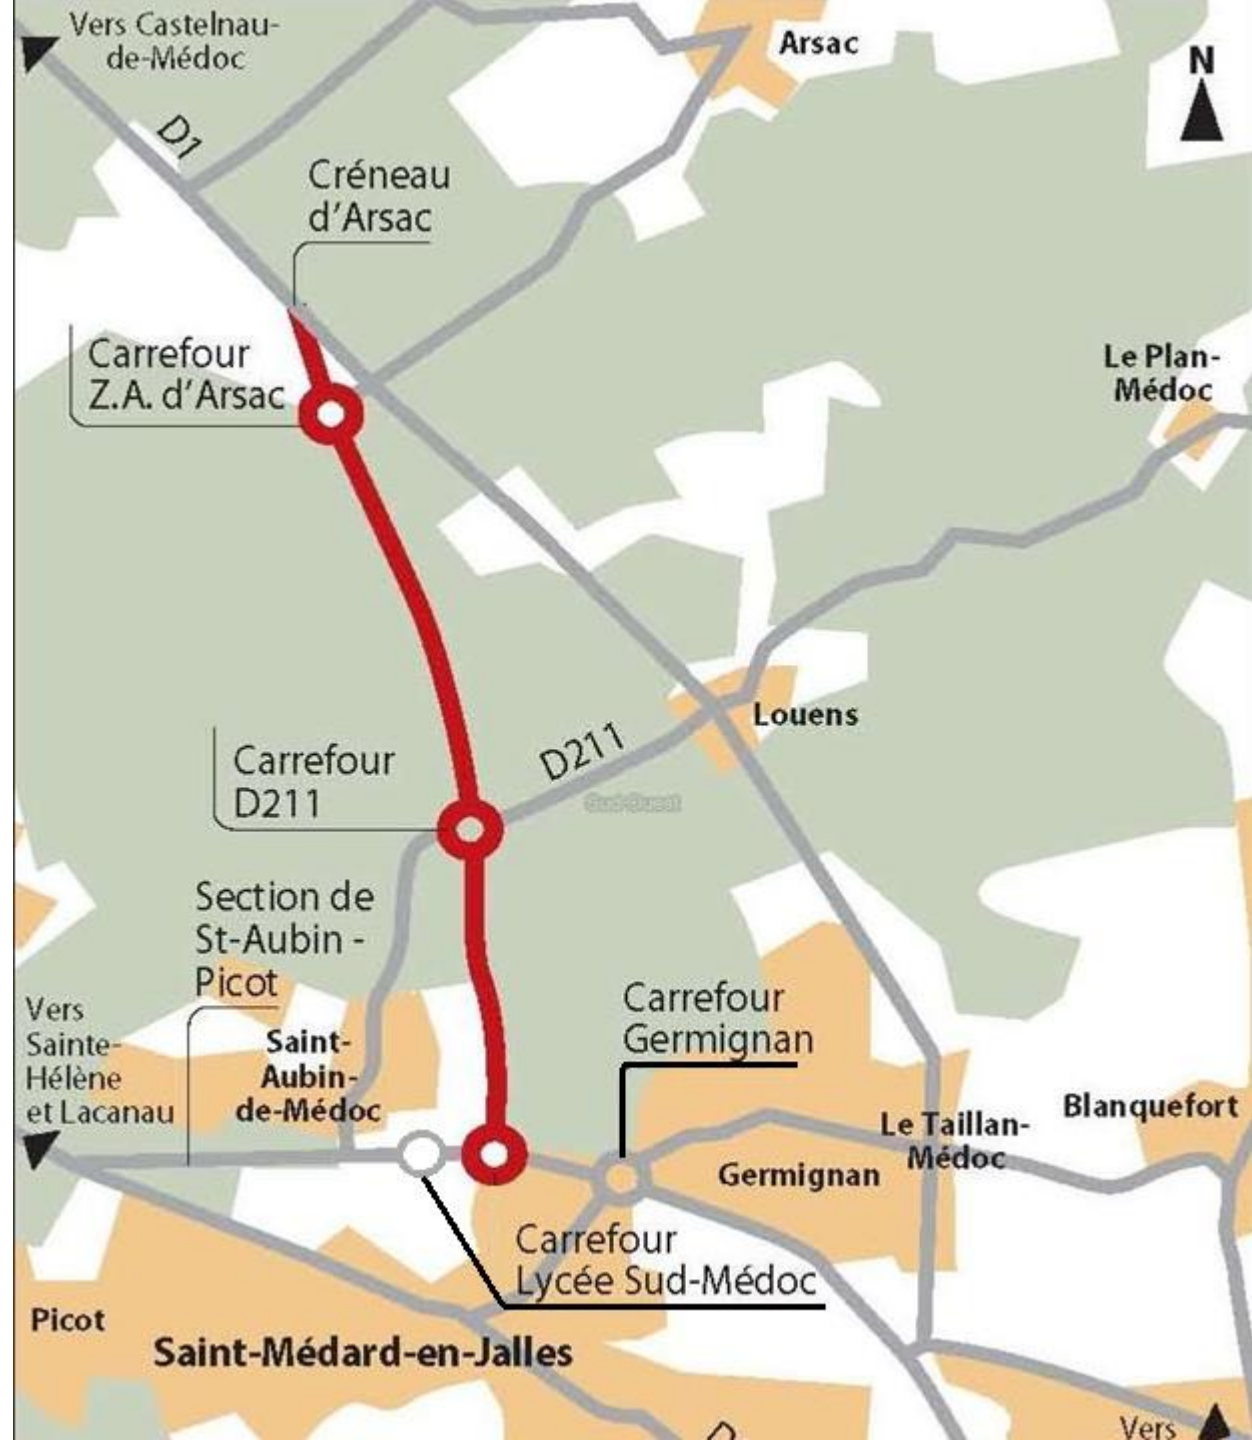 Vers Castelnau-
de-Médoc
Arsac
N
D1
Créneau
d'Arsac
Carrefour
Z.A. d'Arsac
Le Plan-
Médoc
Louens
D211
Carrefour
D211
Sud Ouest
Section de
St-Aubin -
Picot
Vers
Sainte-
Hélène
et Lacanau
Saint-
Aubin-
de-Médoc
Carrefour
Germignan
Le Taillan-
Médoc
Blanquefort
Germignan
Carrefour
Lycée Sud-Médoc
Picot
Saint-Médard-en-Jalles
Vers